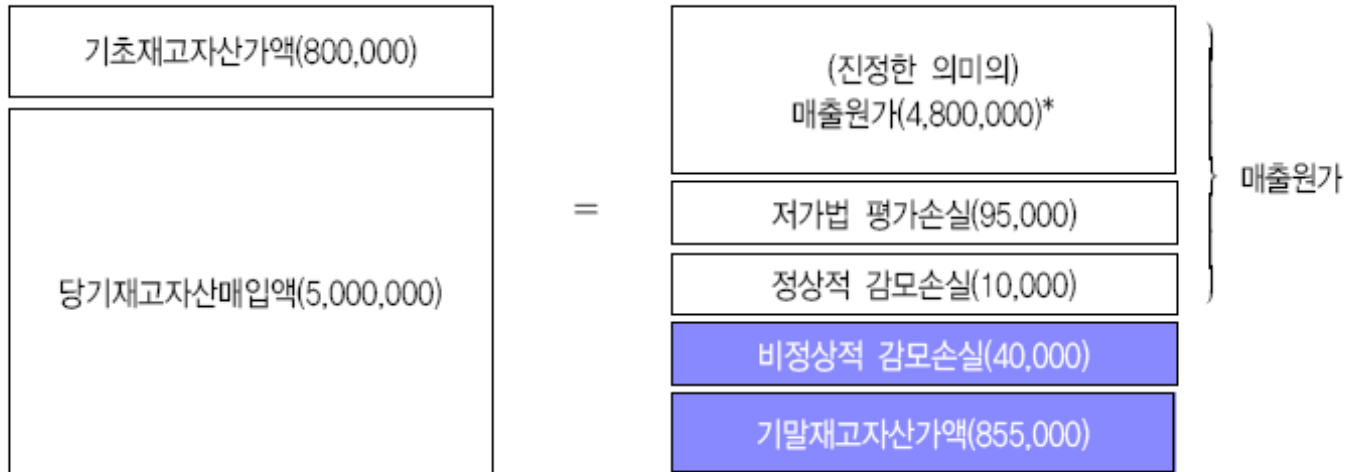 기초재고자산가액(800,000)
당기재고자산매입액(5,000,000)
=
(진정한 의미의)
매출원가(4,800,000)*
저가법 평가손실(95,000)
정상적 감모손실(10,000)
비정상적 감모손실(40,000)
기말재고자산가액(855,000)
매출원가